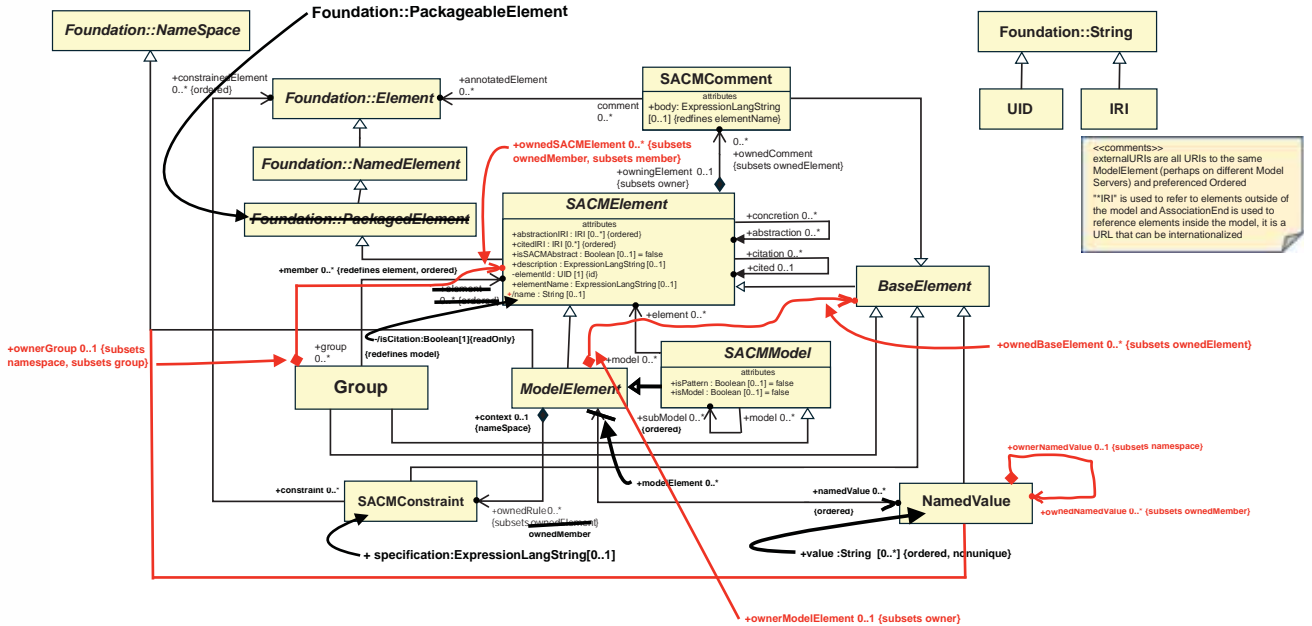 Foundation::PackageableElement
Foundation::NameSpace
Foundation::String
+constrainedElement
0..* {ordered}
+annotatedElement
0..*
SACMComment
attributes
+body: ExpressionLangString
[0..1] {redfines elementName}
Foundation::Element
comment
0..*
UID
IRI
<<comments>>
externalURIs are all URIs to the same
ModelElement (perhaps on different Model
Servers) and preferenced Ordered
"*IRI" is used to refer to elements outside of
the model and AssociationEnd is used to
reference elements inside the model, it is a
URL that can be internationalized
Foundation::NamedElement
+ownedSACMElement 0..* {subsets
ownedMember, subsets member}
0..*
+ownedComment
{subsets ownedElement}
+owningElement 0..1
{subsets owner}
Foundation::PackagedElement
SACMElement
attributes
+abstractionIRI : IRI [0..*] {ordered}
+citedIRI : IRI [0..*] {ordered}
+isSACMAbstract : Boolean [0..1] = false
+description : ExpressionLangString [0..1]
-elementId : UID [1] {id}
+elementName : ExpressionLangString [0..1]
+/name : String [0..1]
+concretion 0..*
+abstraction 0..*
+citation 0..*
+cited 0..1
+member 0..* {redefines element, ordered}
+element
0..* {ordered}
BaseElement
+element 0..*
-/isCitation:Boolean[1]{readOnly}
{redefines model}
+ownerGroup 0..1 {subsets
namespace, subsets group}
+group
0..*
+ownedBaseElement 0..* {subsets ownedElement}
+model 0..*
SACMModel
attributes
+isPattern : Boolean [0..1] = false
+isModel : Boolean [0..1] = false
Group
ModelElement
+context 0..1
{nameSpace}
+subModel 0..*
{ordered}
+model 0..*
+ownerNamedValue 0..1 {subsets namespace}
+modelElement 0..*
+constraint 0..*
SACMConstraint
+namedValue 0..*
{ordered}
NamedValue
+ownedNamedValue 0..* {subsets ownedMember}
+ownedRule 0..*
{subsets ownedElement}
ownedMember
+ specification:ExpressionLangString[0..1]
+value :String [0..*] {ordered, nonunique}
+ownerModelElement 0..1 {subsets owner}